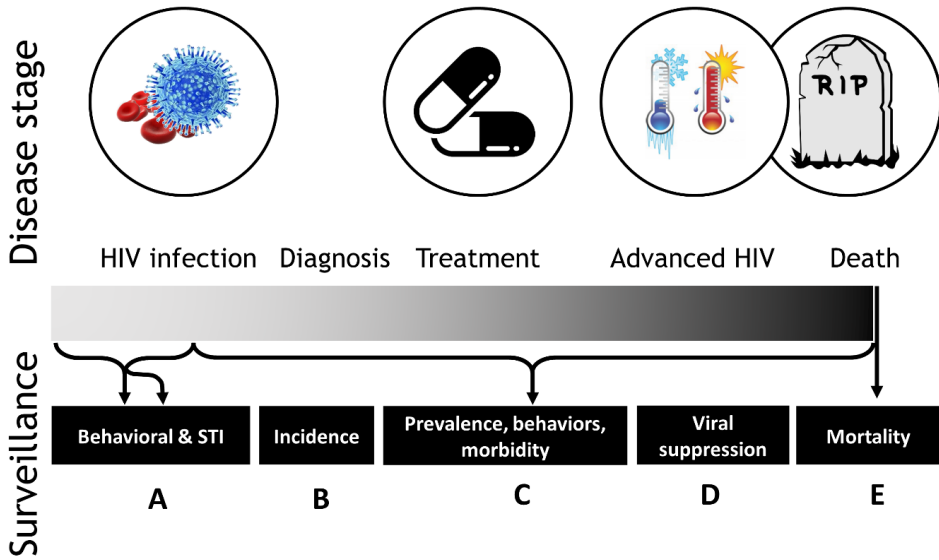 Disease stage
RIP
HIV infection Diagnosis Treatment Advanced HIV Death
Surveillance
Behavioral & STI
Incidence
Prevalence, behaviors,
morbidity
Viral
suppression
Mortality
A B C D E